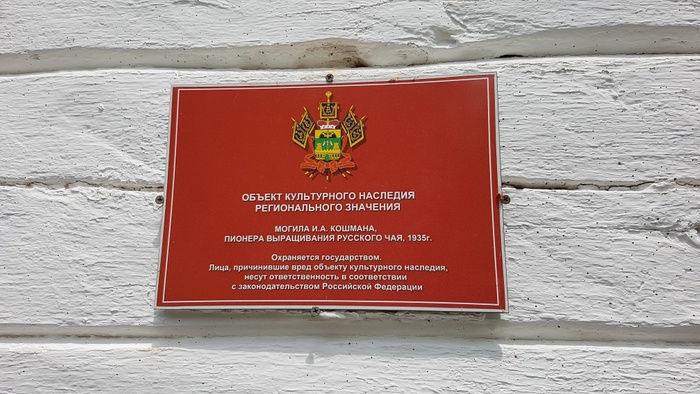 ОБЪЕКТ КУЛЬТУРНОГО НАСЛЕДИЯ
РЕГИОНАЛЬНОГО ЗНАЧЕНИЯ
МОГИЛА И.А. КОШМАНА,
ПИОНЕРА ВЫРАЩИВАНИЯ РУССКОГО ЧАЯ, 1935г.
Охраняется государством.
Лица, причинившие вред объекту культурного наследия,
несут ответственность в соответствии
с законодательством Российской Федерации